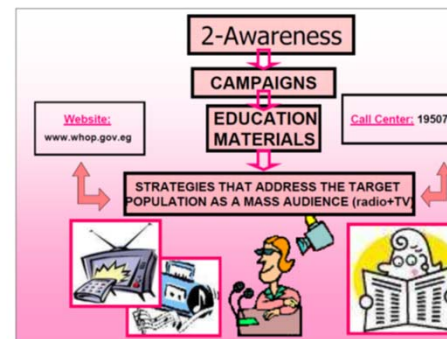 2-Awareness
CAMPAIGNS
Website:
www.whop.gov.eg
EDUCATION
MATERIALS
Call Center: 19507
STRATEGIES THAT ADDRESS THE TARGET
POPULATION AS A MASS AUDIENCE (radio+TV)